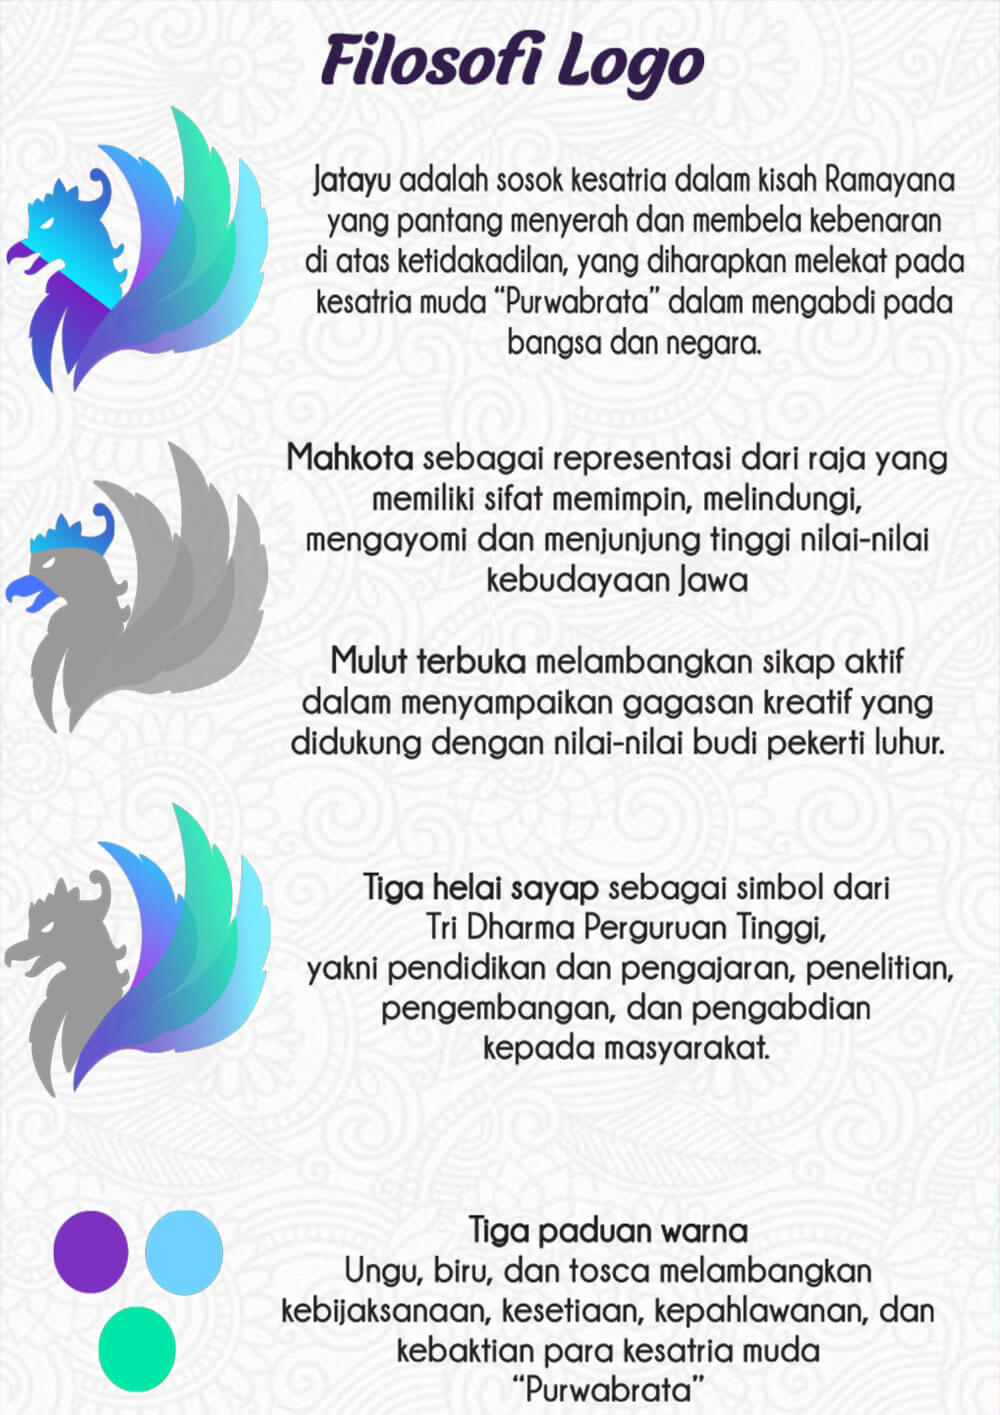 Filosofi Logo
Jatayu adalah sosok kesatria dalam kisah Ramayana
yang pantang menyerah dan membela kebenaran
di atas ketidakadilan, yang diharapkan melekat pada
kesatria muda “Purwabrata” dalam mengabdi pada
bangsa dan negara.
Mahkota sebagai representasi dari raja yang
memiliki sifat memimpin, melindungi,
mengayomi dan menjunjung tinggi nilai-nilai
kebudayaan Jawa
Mulut terbuka melambangkan sikap aktif
dalam menyampaikan gagasan kreatif yang
didukung dengan nilai-nilai budi pekerti luhur.
Tiga helai sayap sebagai simbol dari
Tri Dharma Perguruan Tinggi,
yakni pendidikan dan pengajaran, penelitian,
pengembangan, dan pengabdian
kepada masyarakat.
Tiga paduan warna
Ungu, biru, dan tosca melambangkan
kebijaksanaan, kesetiaan, kepahlawanan, dan
kebaktian para kesatria muda
“Purwabrata”